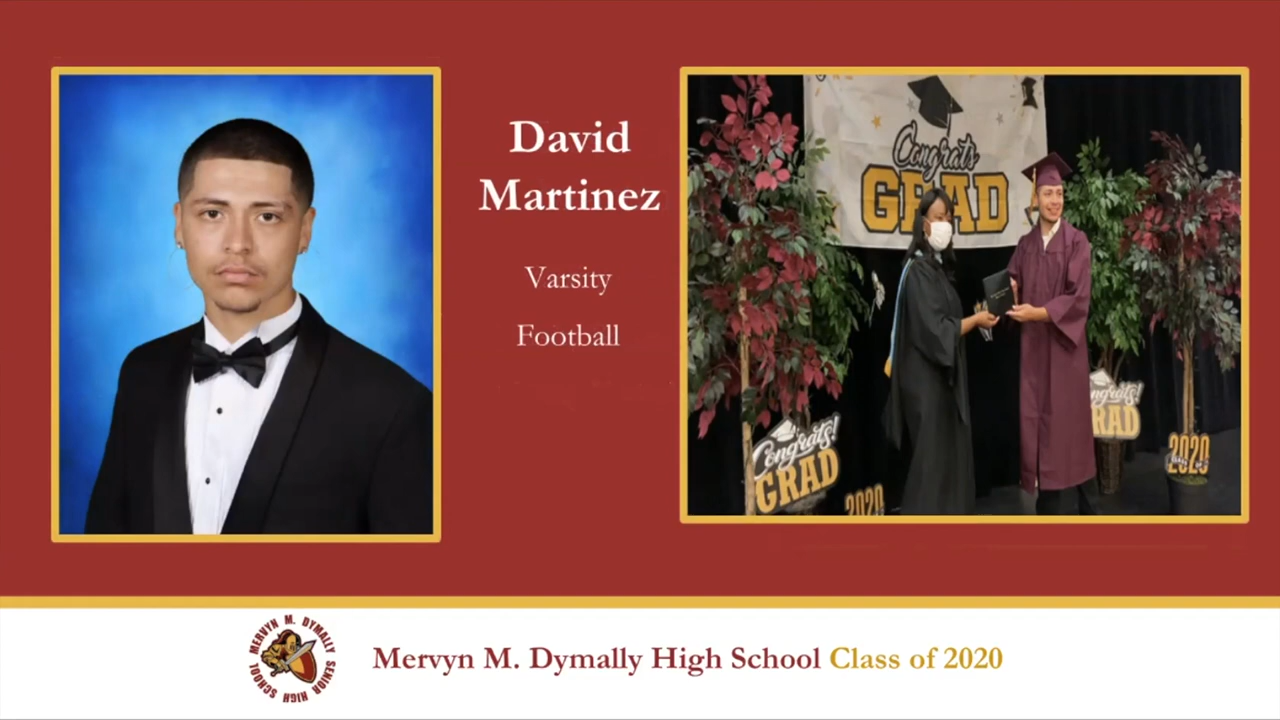 David
Martinez
Varsity
Football
Congrats
GRAD
Congrats!
GRAD
2020
Congrats!
GRAD
2020
MERVYN M. DYMALLY SENIOR HIGH SCHOOL
Mervyn M. Dymally High School Class of 2020